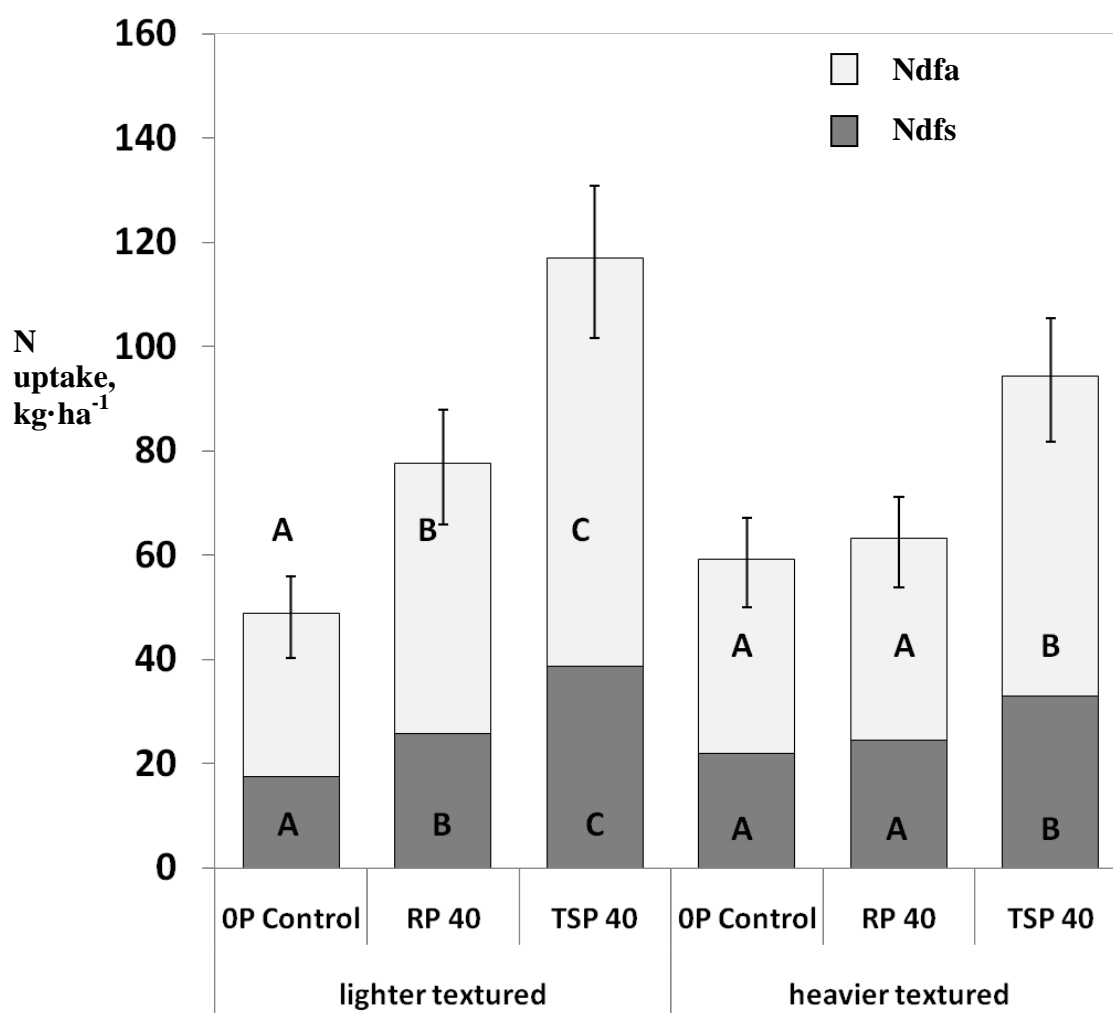 160
140
120
100
80
60
40
20
0
N
uptake,
kg·ha⁻¹
Ndfa
Ndfs
A B C A A B
A B C A A B
0P Control RP 40 TSP 40 0P Control RP 40 TSP 40
lighter textured heavier textured